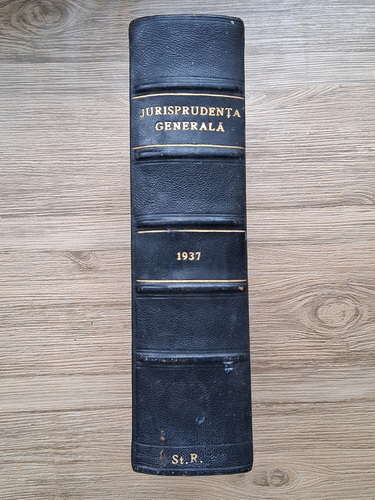 JURISPRUDENȚA
GENERALĂ
1937
St. R.